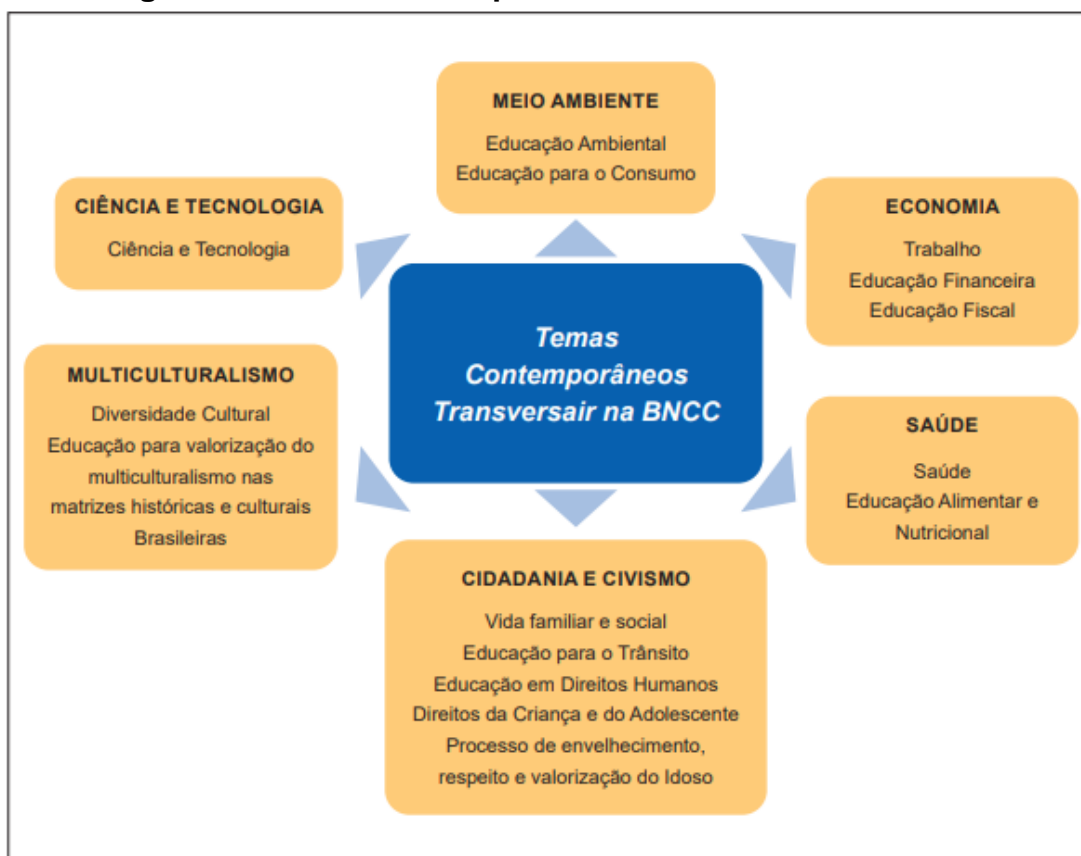 MEIO AMBIENTE
Educação Ambiental
Educação para o Consumo
CIÊNCIA E TECNOLOGIA
Ciência e Tecnologia
ECONOMIA
Trabalho
Educação Financeira
Educação Fiscal
Temas
Contemporâneos
Transversair na BNCC
MULTICULTURALISMO
Diversidade Cultural
Educação para valorização do
multiculturalismo nas
matrizes históricas e culturais
Brasileiras
SAÚDE
Saúde
Educação Alimentar e
Nutricional
CIDADANIA E CIVISMO
Vida familiar e social
Educação para o Trânsito
Educação em Direitos Humanos
Direitos da Criança e do Adolescente
Processo de envelhecimento,
respeito e valorização do Idoso